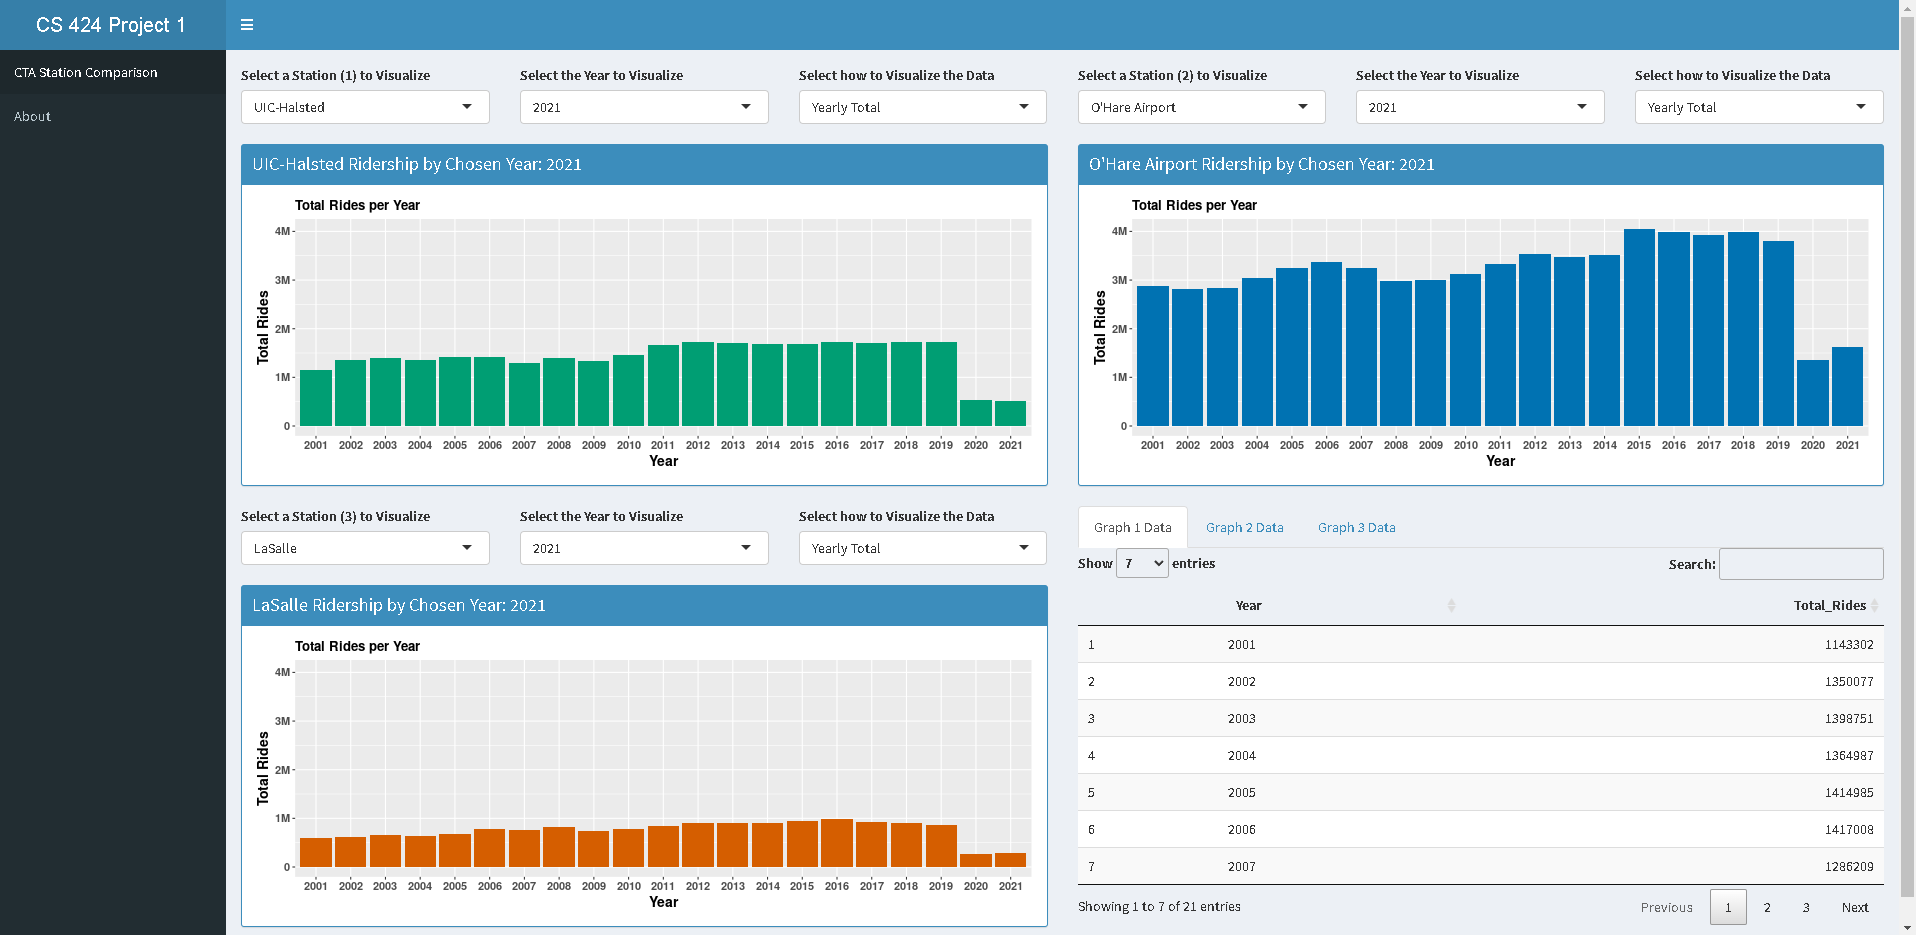 CS 424 Project 1
CTA Station Comparison
About
Select a Station (1) to Visualize
UIC-Halsted
Select the Year to Visualize
2021
Select how to Visualize the Data
Yearly Total
Select a Station (2) to Visualize
O'Hare Airport
Select the Year to Visualize
2021
Select how to Visualize the Data
Yearly Total
UIC-Halsted Ridership by Chosen Year: 2021
Total Rides per Year
Total Rides
4M
3M
2M
1M
0
2001 2002 2003 2004 2005 2006 2007 2008 2009 2010 2011 2012 2013 2014 2015 2016 2017 2018 2019 2020 2021
Year
O'Hare Airport Ridership by Chosen Year: 2021
Total Rides per Year
Total Rides
4M
3M
2M
1M
0
2001 2002 2003 2004 2005 2006 2007 2008 2009 2010 2011 2012 2013 2014 2015 2016 2017 2018 2019 2020 2021
Year
Select a Station (3) to Visualize
LaSalle
Select the Year to Visualize
2021
Select how to Visualize the Data
Yearly Total
LaSalle Ridership by Chosen Year: 2021
Total Rides per Year
Total Rides
4M
3M
2M
1M
0
2001 2002 2003 2004 2005 2006 2007 2008 2009 2010 2011 2012 2013 2014 2015 2016 2017 2018 2019 2020 2021
Year
Graph 1 Data Graph 2 Data Graph 3 Data
Show 7 entries Search:
Year Total_Rides
1 2001 1143302
2 2002 1350077
3 2003 1398751
4 2004 1364987
5 2005 1414985
6 2006 1417008
7 2007 1286209
Showing 1 to 7 of 21 entries Previous 1 2 3 Next